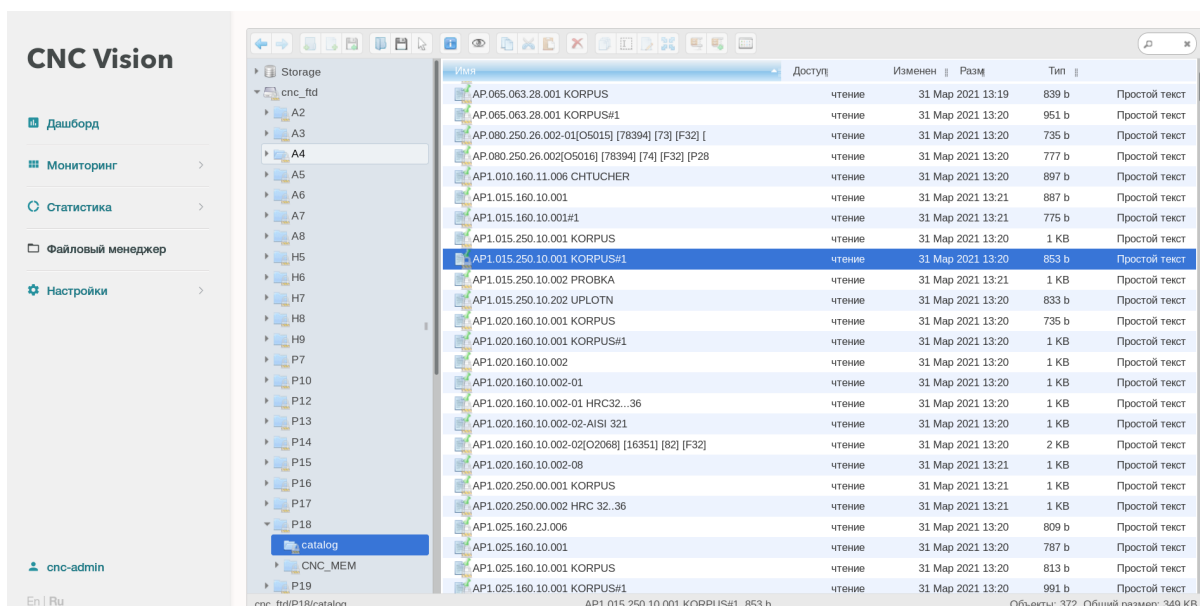 CNC Vision
Дашборд
Мониторинг
Статистика
Файловый менеджер
Настройки
cnc-admin
En | Ru
Storage
cnc_ftd
A2
A3
A4
A5
A6
A7
A8
H5
H6
H7
H8
H9
P7
P10
P12
P13
P14
P15
P16
P17
P18
catalog
CNC_MEM
P19
Имя Доступ Изменен Разм Тип
AP.065.063.28.001 KORPUS чтение 31 Мар 2021 13:19 839 b Простой текст
AP.065.063.28.001 KORPUS#1 чтение 31 Мар 2021 13:20 951 b Простой текст
AP.080.250.26.002-01[O5015] [78394] [73] [F32] [ чтение 31 Мар 2021 13:20 735 b Простой текст
AP.080.250.26.002[O5016] [78394] [74] [F32] [P28 чтение 31 Мар 2021 13:20 777 b Простой текст
AP1.010.160.11.006 CHTUCHER чтение 31 Мар 2021 13:20 897 b Простой текст
AP1.015.160.10.001 чтение 31 Мар 2021 13:21 887 b Простой текст
AP1.015.160.10.001#1 чтение 31 Мар 2021 13:21 775 b Простой текст
AP1.015.250.10.001 KORPUS чтение 31 Мар 2021 13:20 1 KB Простой текст
AP1.015.250.10.001 KORPUS#1 чтение 31 Мар 2021 13:20 853 b Простой текст
AP1.015.250.10.002 PROBKA чтение 31 Мар 2021 13:21 1 KB Простой текст
AP1.015.250.10.202 UPLOTN чтение 31 Мар 2021 13:20 833 b Простой текст
AP1.020.160.10.001 KORPUS чтение 31 Мар 2021 13:20 735 b Простой текст
AP1.020.160.10.001 KORPUS#1 чтение 31 Мар 2021 13:20 1 KB Простой текст
AP1.020.160.10.002 чтение 31 Мар 2021 13:20 1 KB Простой текст
AP1.020.160.10.002-01 чтение 31 Мар 2021 13:20 1 KB Простой текст
AP1.020.160.10.002-01 HRC32...36 чтение 31 Мар 2021 13:20 1 KB Простой текст
AP1.020.160.10.002-02-AISI 321 чтение 31 Мар 2021 13:20 1 KB Простой текст
AP1.020.160.10.002-02[O2068] [16351] [82] [F32] чтение 31 Мар 2021 13:20 2 KB Простой текст
AP1.020.160.10.002-08 чтение 31 Мар 2021 13:21 1 KB Простой текст
AP1.020.250.00.001 KORPUS чтение 31 Мар 2021 13:21 1 KB Простой текст
AP1.020.250.00.002 HRC 32..36 чтение 31 Мар 2021 13:21 1 KB Простой текст
AP1.025.160.2J.006 чтение 31 Мар 2021 13:20 809 b Простой текст
AP1.025.160.10.001 чтение 31 Мар 2021 13:20 787 b Простой текст
AP1.025.160.10.001 KORPUS чтение 31 Мар 2021 13:20 813 b Простой текст
AP1.025.160.10.001 KORPUS#1 чтение 31 Мар 2021 13:20 991 b Простой текст
cnc_ftd/P18/catalog AP1.015.250.10.001 KORPUS#1, 853 b Объекты: 372, Общий размер: 349 KB